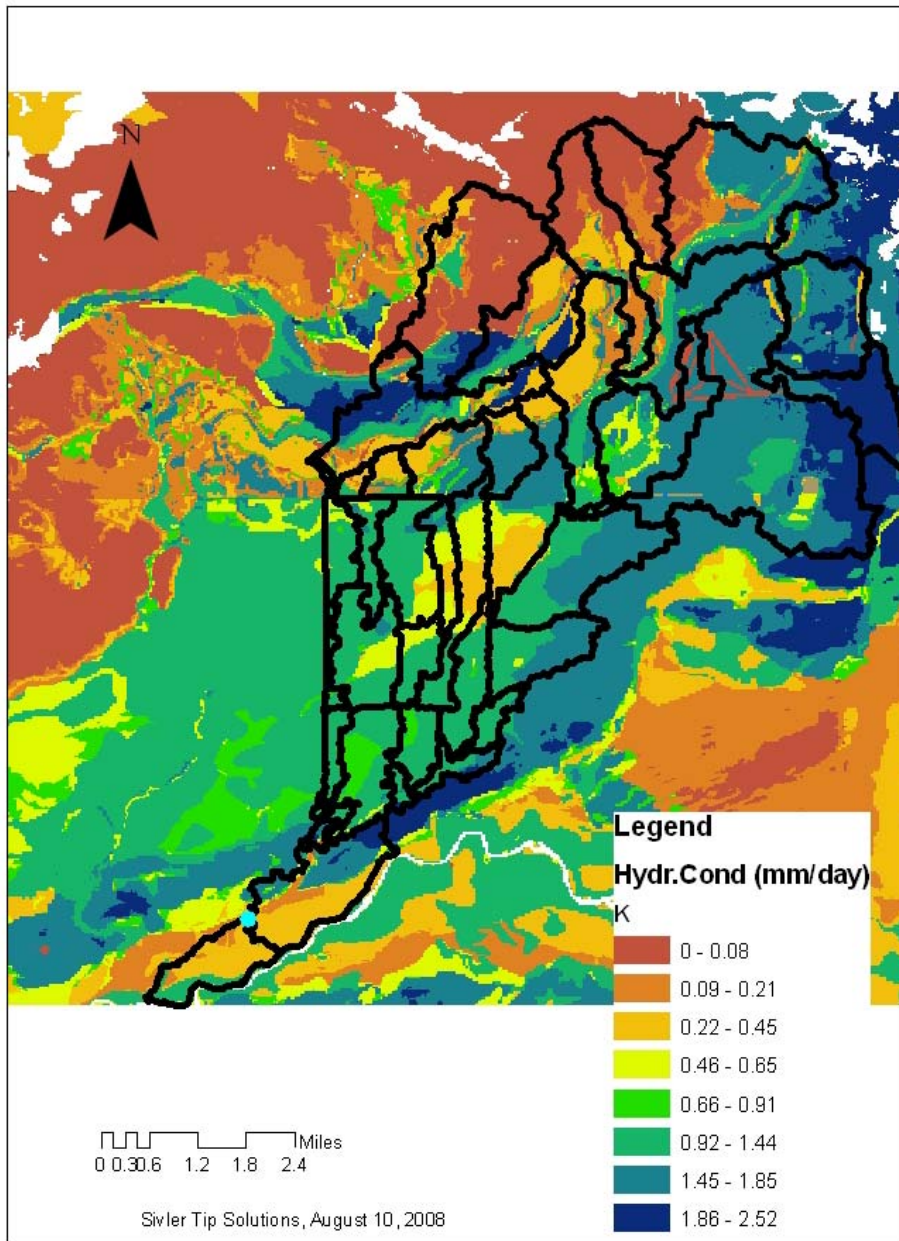 N
Legend
Hydr.Cond (mm/day)
K
0 - 0.08
0.09 - 0.21
0.22 - 0.45
0.46 - 0.65
0.66 - 0.91
0.92 - 1.44
1.45 - 1.85
1.86 - 2.52
Miles
0 0.30.6 1.2 1.8 2.4
Sivler Tip Solutions, August 10, 2008